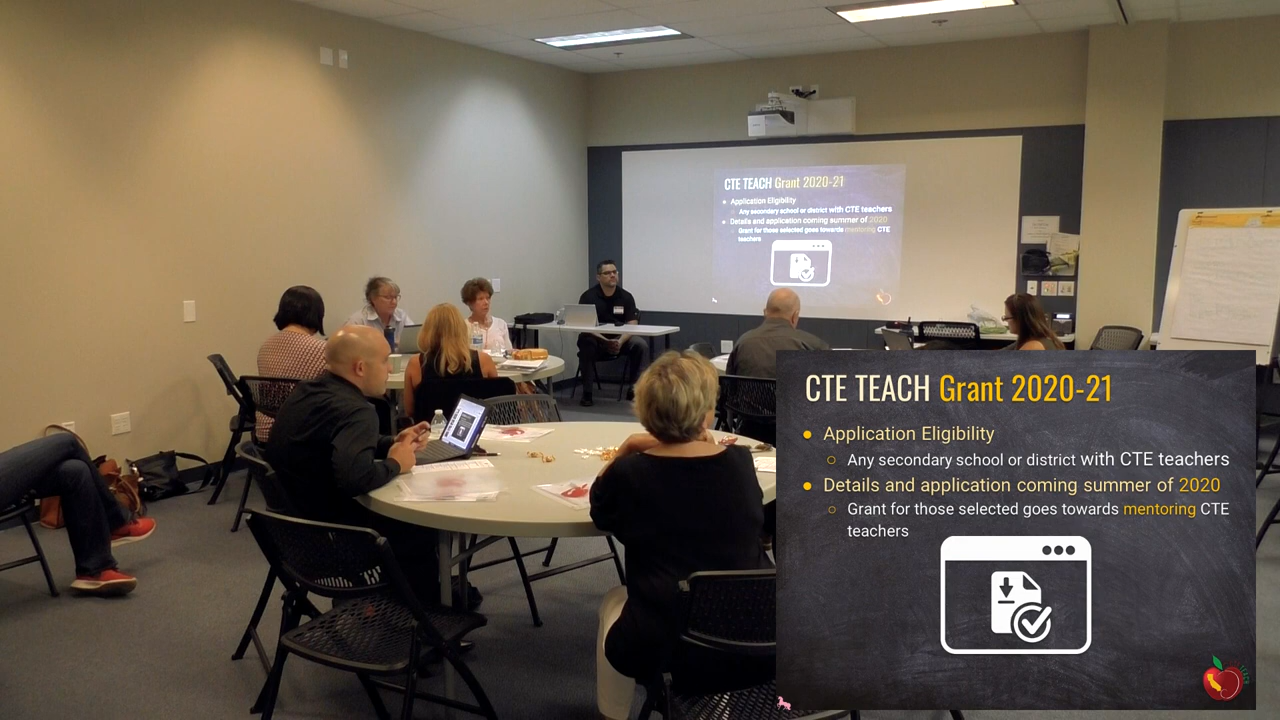 CTE TEACH Grant 2020-21
Application Eligibility
Any secondary school or district with CTE teachers
Details and application coming summer of 2020
Grant for those selected goes towards mentoring CTE
teachers
CTE TEACH Grant 2020-21
Application Eligibility
Any secondary school or district with CTE teachers
Details and application coming summer of 2020
Grant for those selected goes towards mentoring CTE
teachers